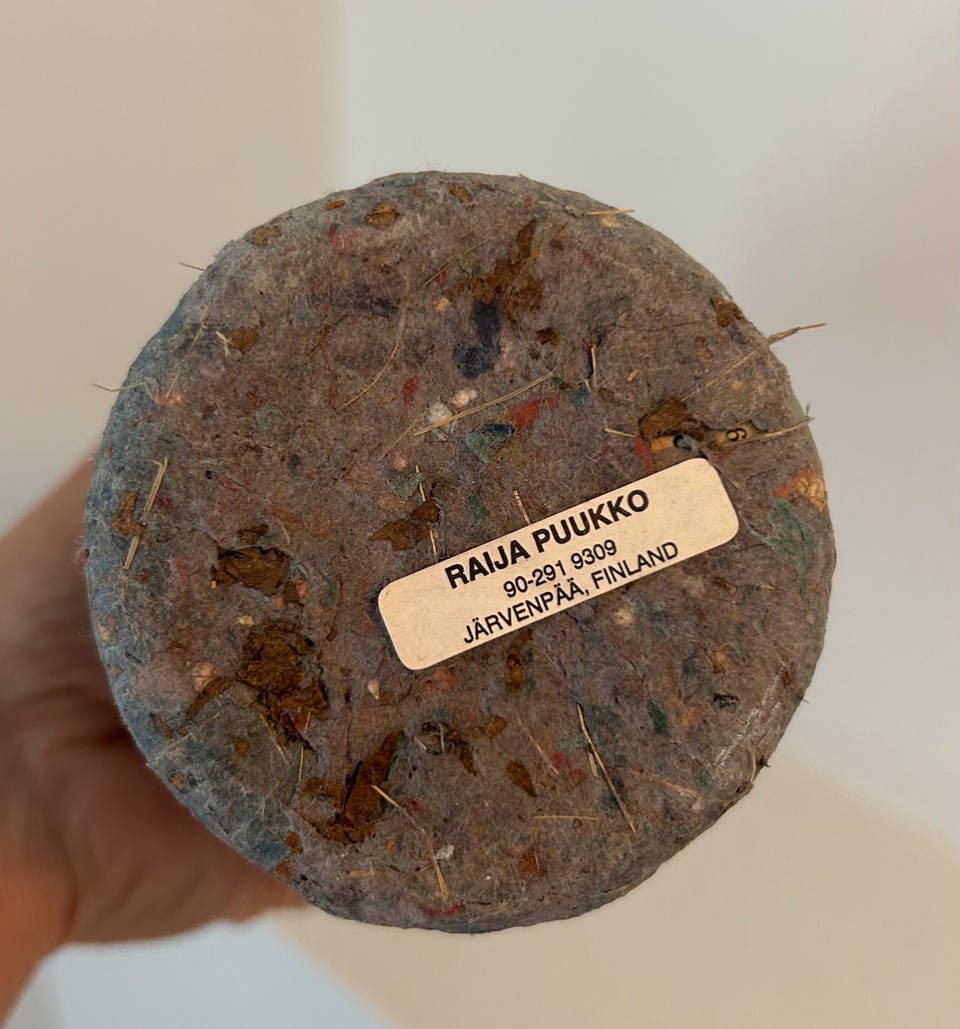 RAIJA PUUKKO
90-291 9309
JÄRVENPÄÄ, FINLAND